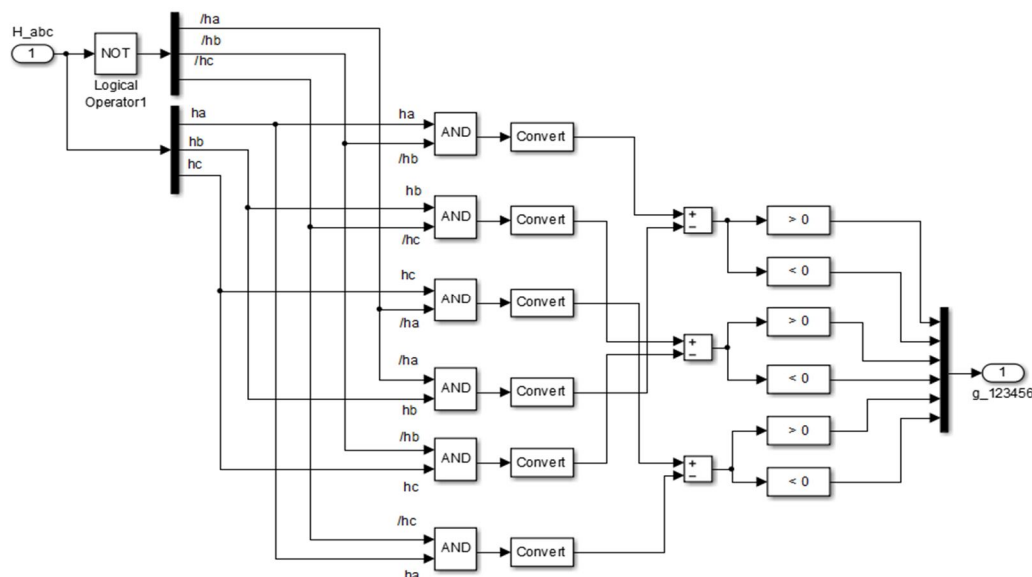 H_abc
1
NOT
Logical
Operator1
/ha
/hb
/hc
ha
hb
hc
ha
/hb
AND
Convert
hb
/hc
AND
Convert
hc
/ha
AND
Convert
/ha
hb
AND
Convert
/hb
hc
AND
Convert
/hc
ha
AND
Convert
+
−
+
−
+
−
> 0
< 0
> 0
< 0
> 0
< 0
1
g_123456